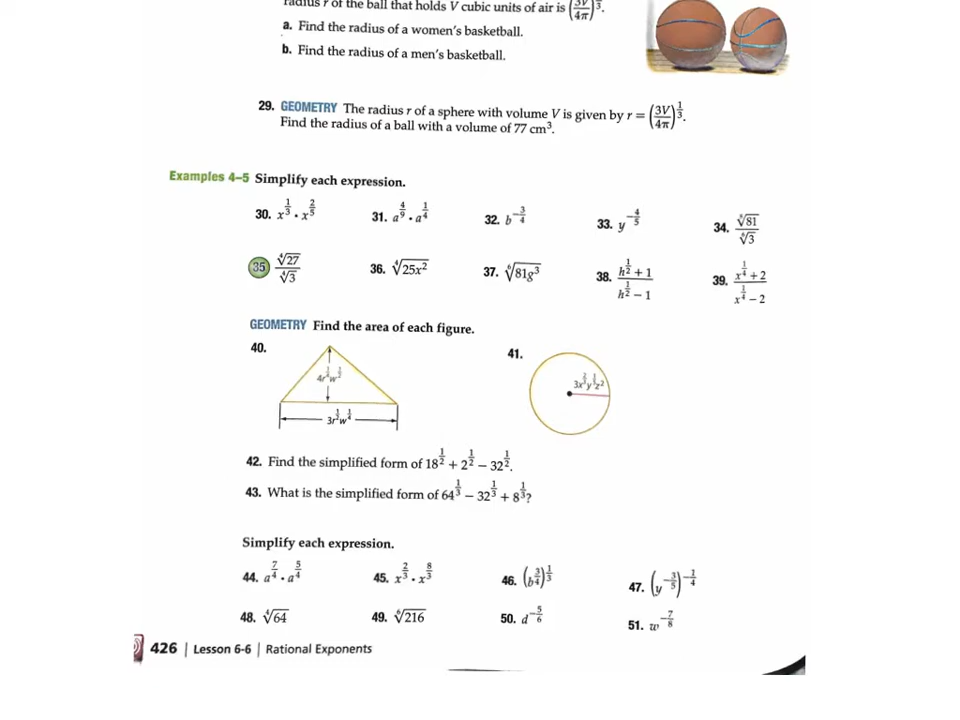 radius r of the ball that holds V cubic units of air is (3V/4π)^(1/3).
a. Find the radius of a women's basketball.
b. Find the radius of a men's basketball.
29. GEOMETRY The radius r of a sphere with volume V is given by r = (3V/4π)^(1/3).
Find the radius of a ball with a volume of 77 cm³.
Examples 4–5 Simplify each expression.
30. x^(1/3) · x^(2/5) 31. a^(4/9) · a^(1/4) 32. b^(-3/4) 33. y^(-4/5) 34. ∜81/∜3
35 ∜27/∜3 36. ∜25x² 37. ⁶√81g³ 38. (h^(1/2) + 1)/(h^(1/2) – 1) 39. (x^(1/4) + 2)/(x^(1/4) – 2)
GEOMETRY Find the area of each figure.
40. 41.
42. Find the simplified form of 18^(1/2) + 2^(1/2) – 32^(1/2).
43. What is the simplified form of 64^(1/3) – 32^(1/3) + 8^(1/3)?
Simplify each expression.
44. a^(7/4) · a^(5/4) 45. x^(2/3) · x^(8/3) 46. (b^(3/4))^(1/3) 47. (y^(-3/5))^(-1/4)
48. √64 49. √216 50. d^(-5/6) 51. w^(-7/8)
426 | Lesson 6-6 | Rational Exponents